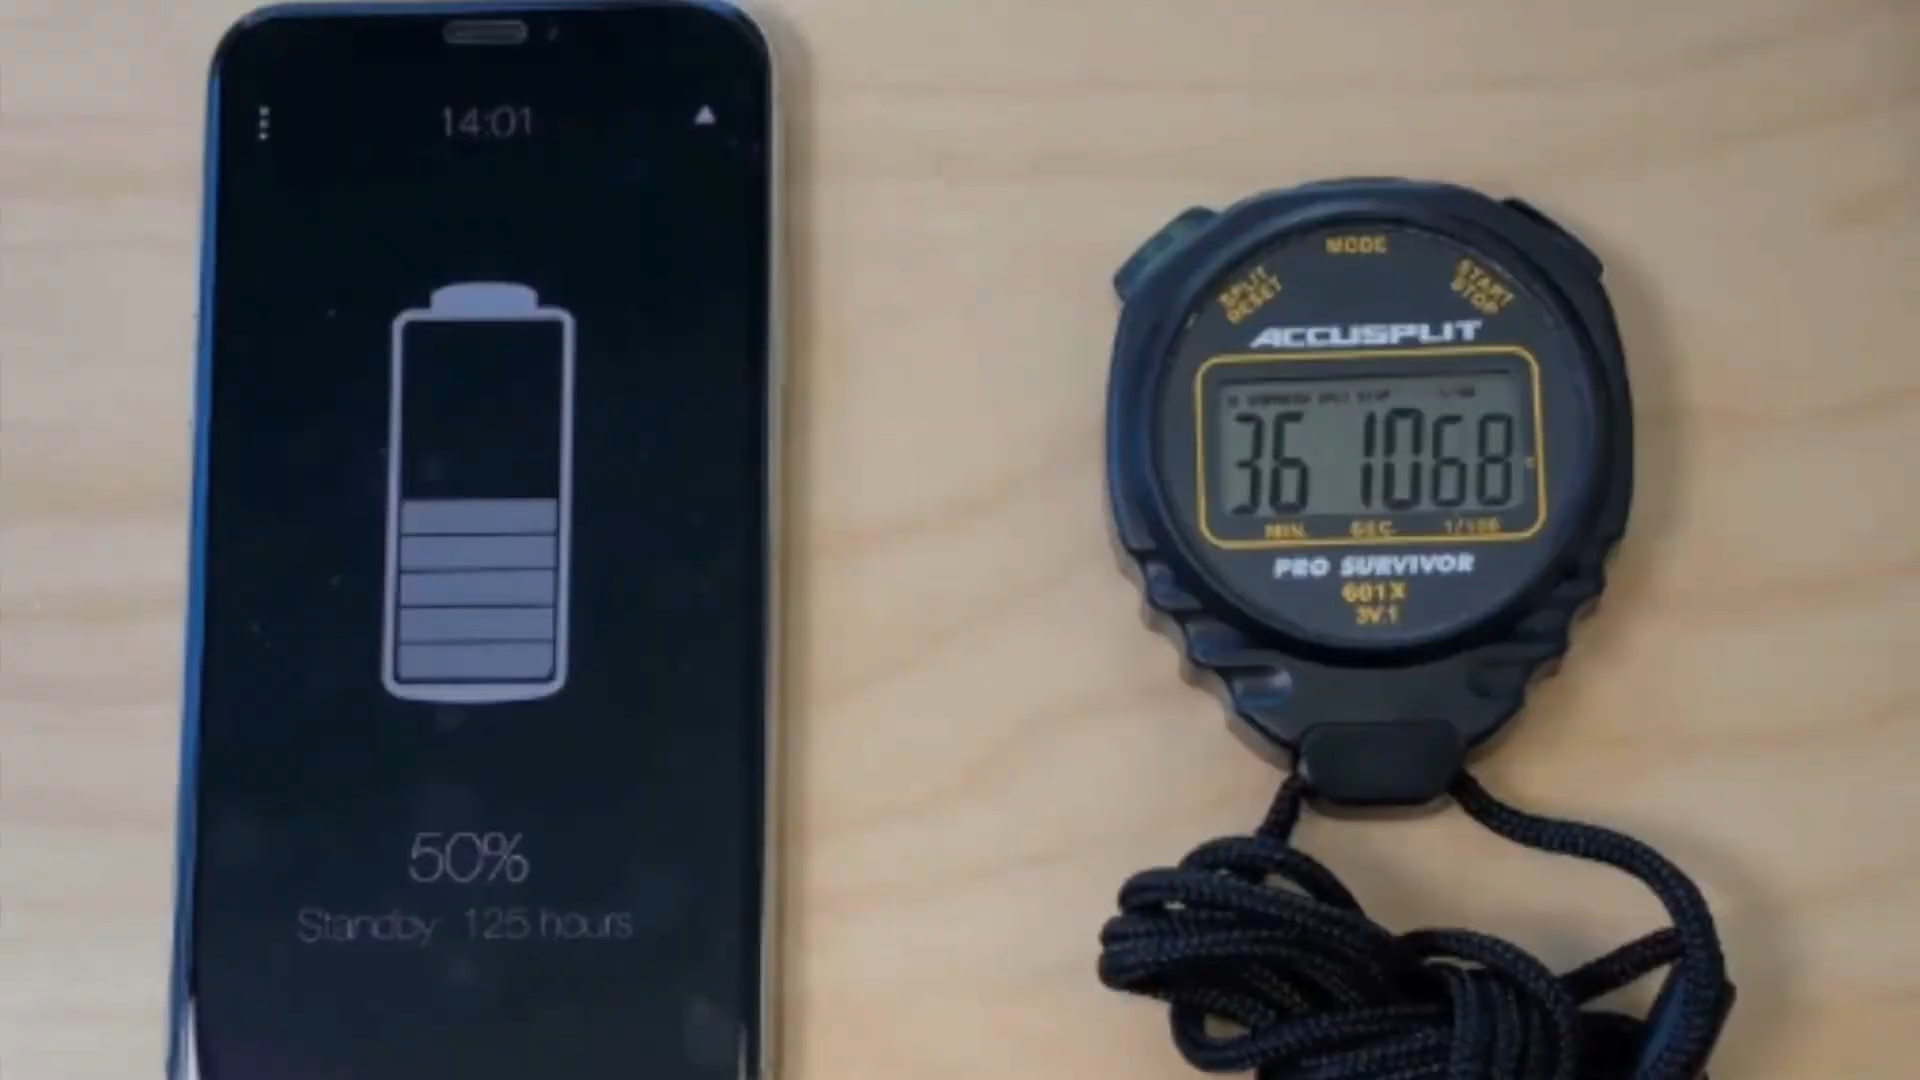 14:01
50%
Standby 125 hours
MODE
SPLIT
RESET
START
STOP
ACCUSPLIT
36 1068
MIN. SEC. 1/100
PRO SURVIVOR
601X
3V.1